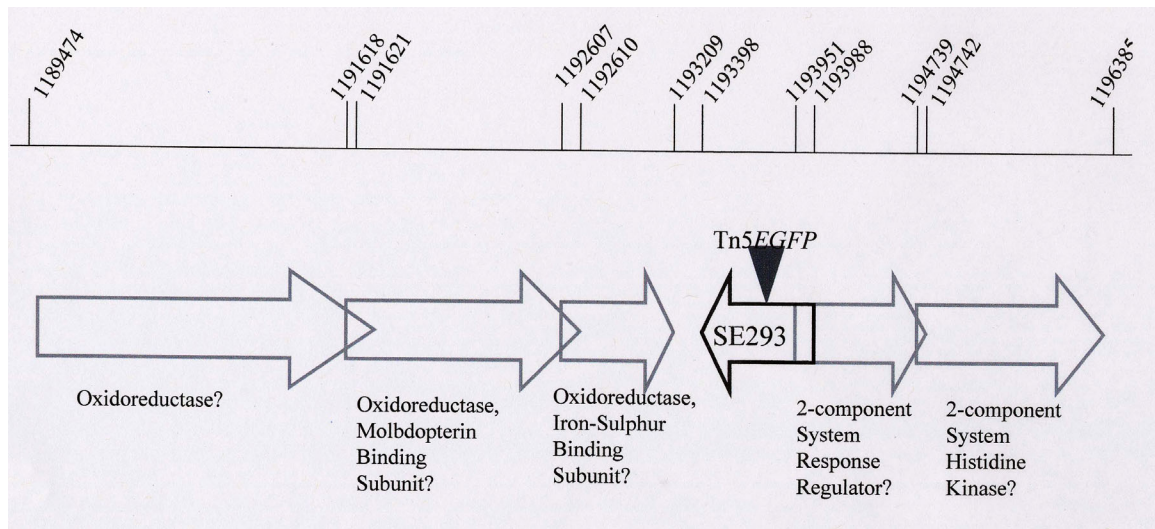 1189474
1191618
1191621
1192607
1192610
1193209
1193398
1193951
1193988
1194739
1194742
1196385
Tn5EGFP
SE293
Oxidoreductase?
Oxidoreductase,
Molbdopterin
Binding
Subunit?
Oxidoreductase,
Iron-Sulphur
Binding
Subunit?
2-component
System
Response
Regulator?
2-component
System
Histidine
Kinase?